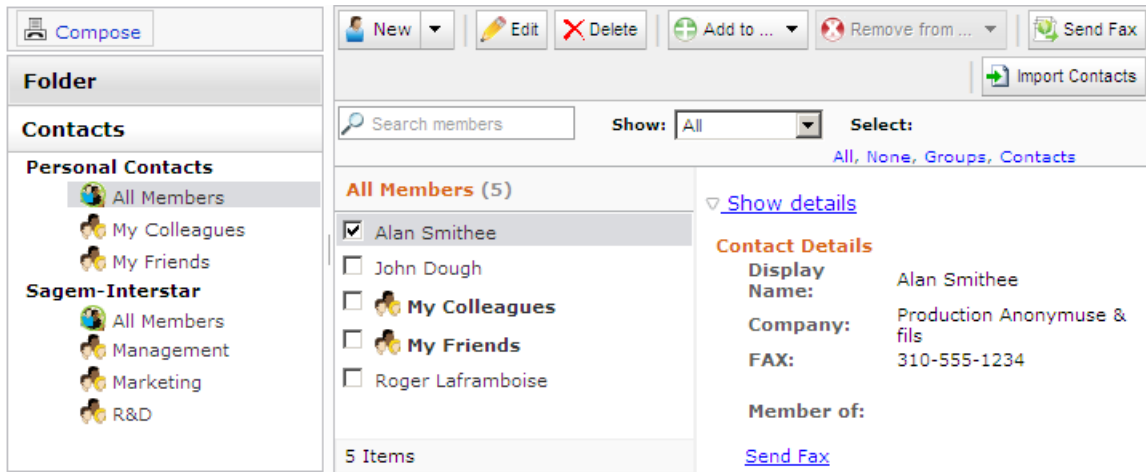 Compose
Folder
Contacts
Personal Contacts
All Members
My Colleagues
My Friends
Sagem-Interstar
All Members
Management
Marketing
R&D
New Edit Delete Add to ... Remove from ... Send Fax
Import Contacts
Search members Show: All Select:
All, None, Groups, Contacts
All Members (5)
Alan Smithee
John Dough
My Colleagues
My Friends
Roger Laframboise
5 Items
Show details
Contact Details
Display Name: Alan Smithee
Company: Production Anonymuse & fils
FAX: 310-555-1234
Member of:
Send Fax